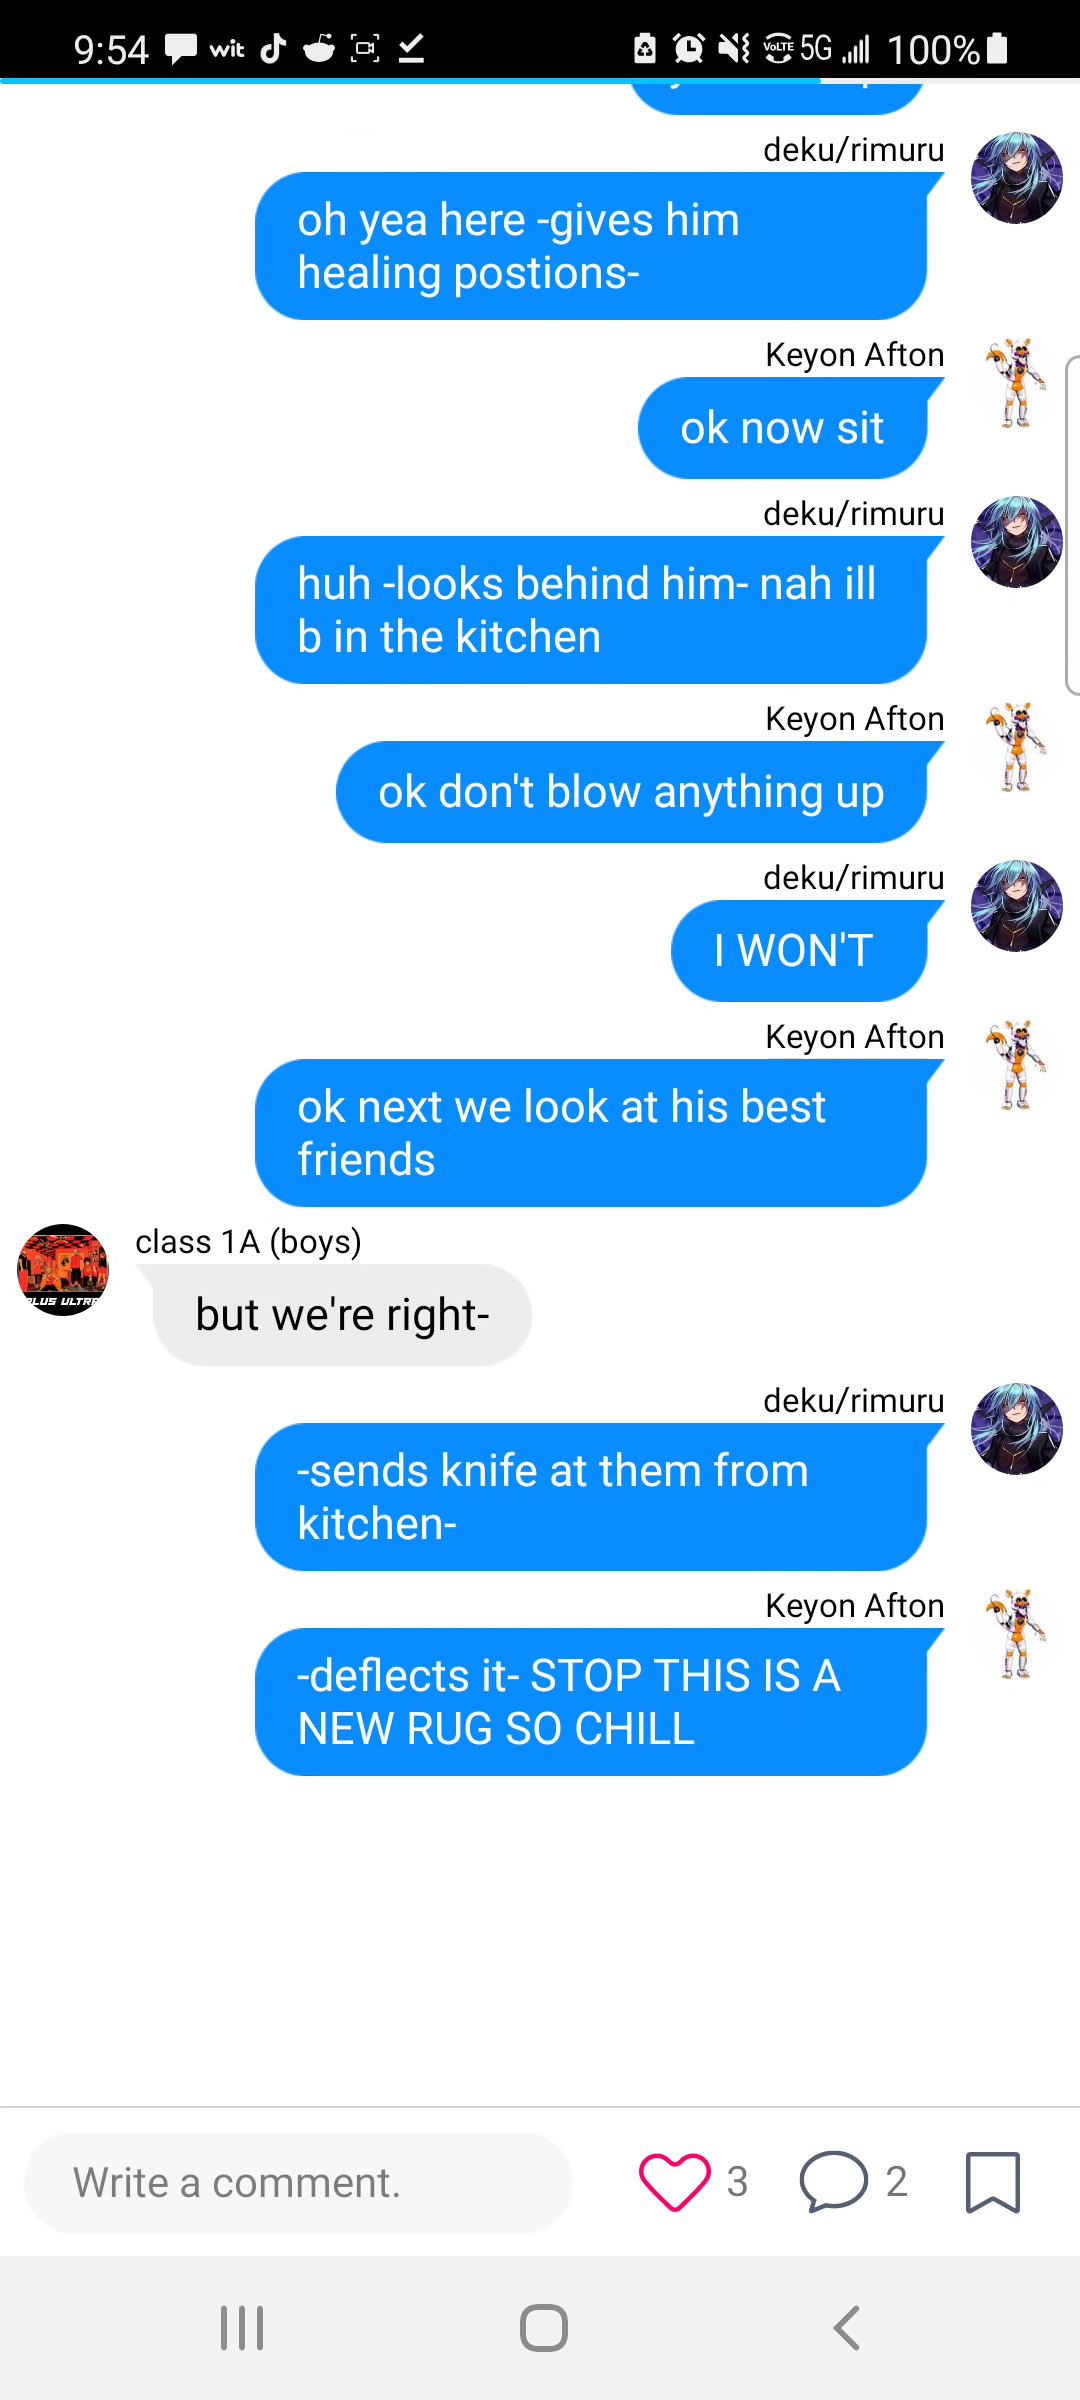 9:54 wit VoLTE 5G 100%
deku/rimuru
oh yea here -gives him
healing postions-
Keyon Afton
ok now sit
deku/rimuru
huh -looks behind him- nah ill
b in the kitchen
Keyon Afton
ok don't blow anything up
deku/rimuru
I WON'T
Keyon Afton
ok next we look at his best
friends
class 1A (boys)
PLUS ULTRA
but we're right-
deku/rimuru
-sends knife at them from
kitchen-
Keyon Afton
-deflects it- STOP THIS IS A
NEW RUG SO CHILL
Write a comment.
3
2